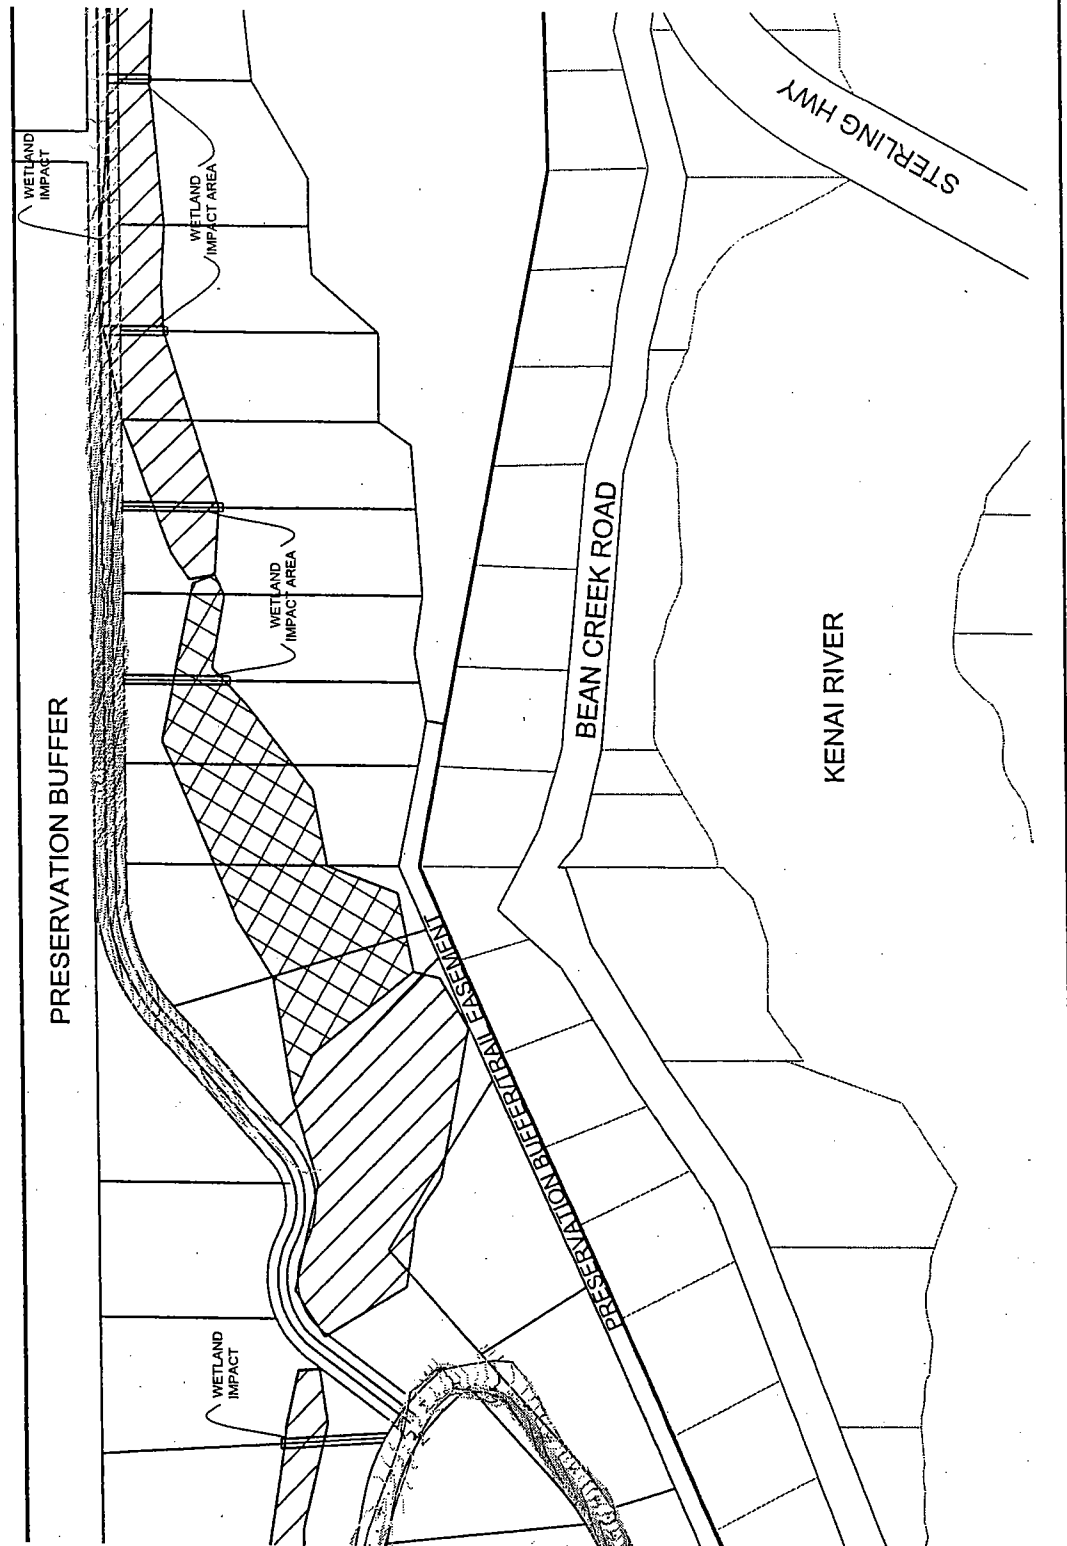 WETLAND
IMPACT
WETLAND
IMPACT AREA
STERLING HWY
WETLAND
IMPACT AREA
BEAN CREEK ROAD
PRESERVATION BUFFER
KENAI RIVER
PRESERVATION BUFFER/TRAIL EASEMENT
WETLAND
IMPACT